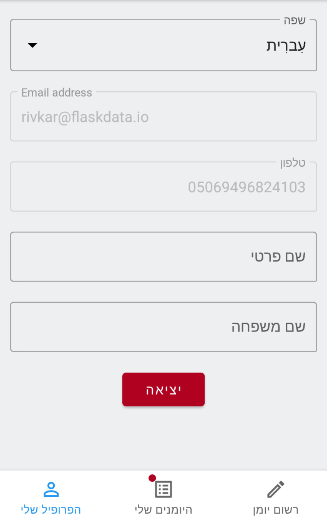 שפה
עברית
Email address
rivkar@flaskdata.io
טלפון
05069496824103
שם פרטי
שם משפחה
יציאה
רשום יומן
היומנים שלי
הפרופיל שלי